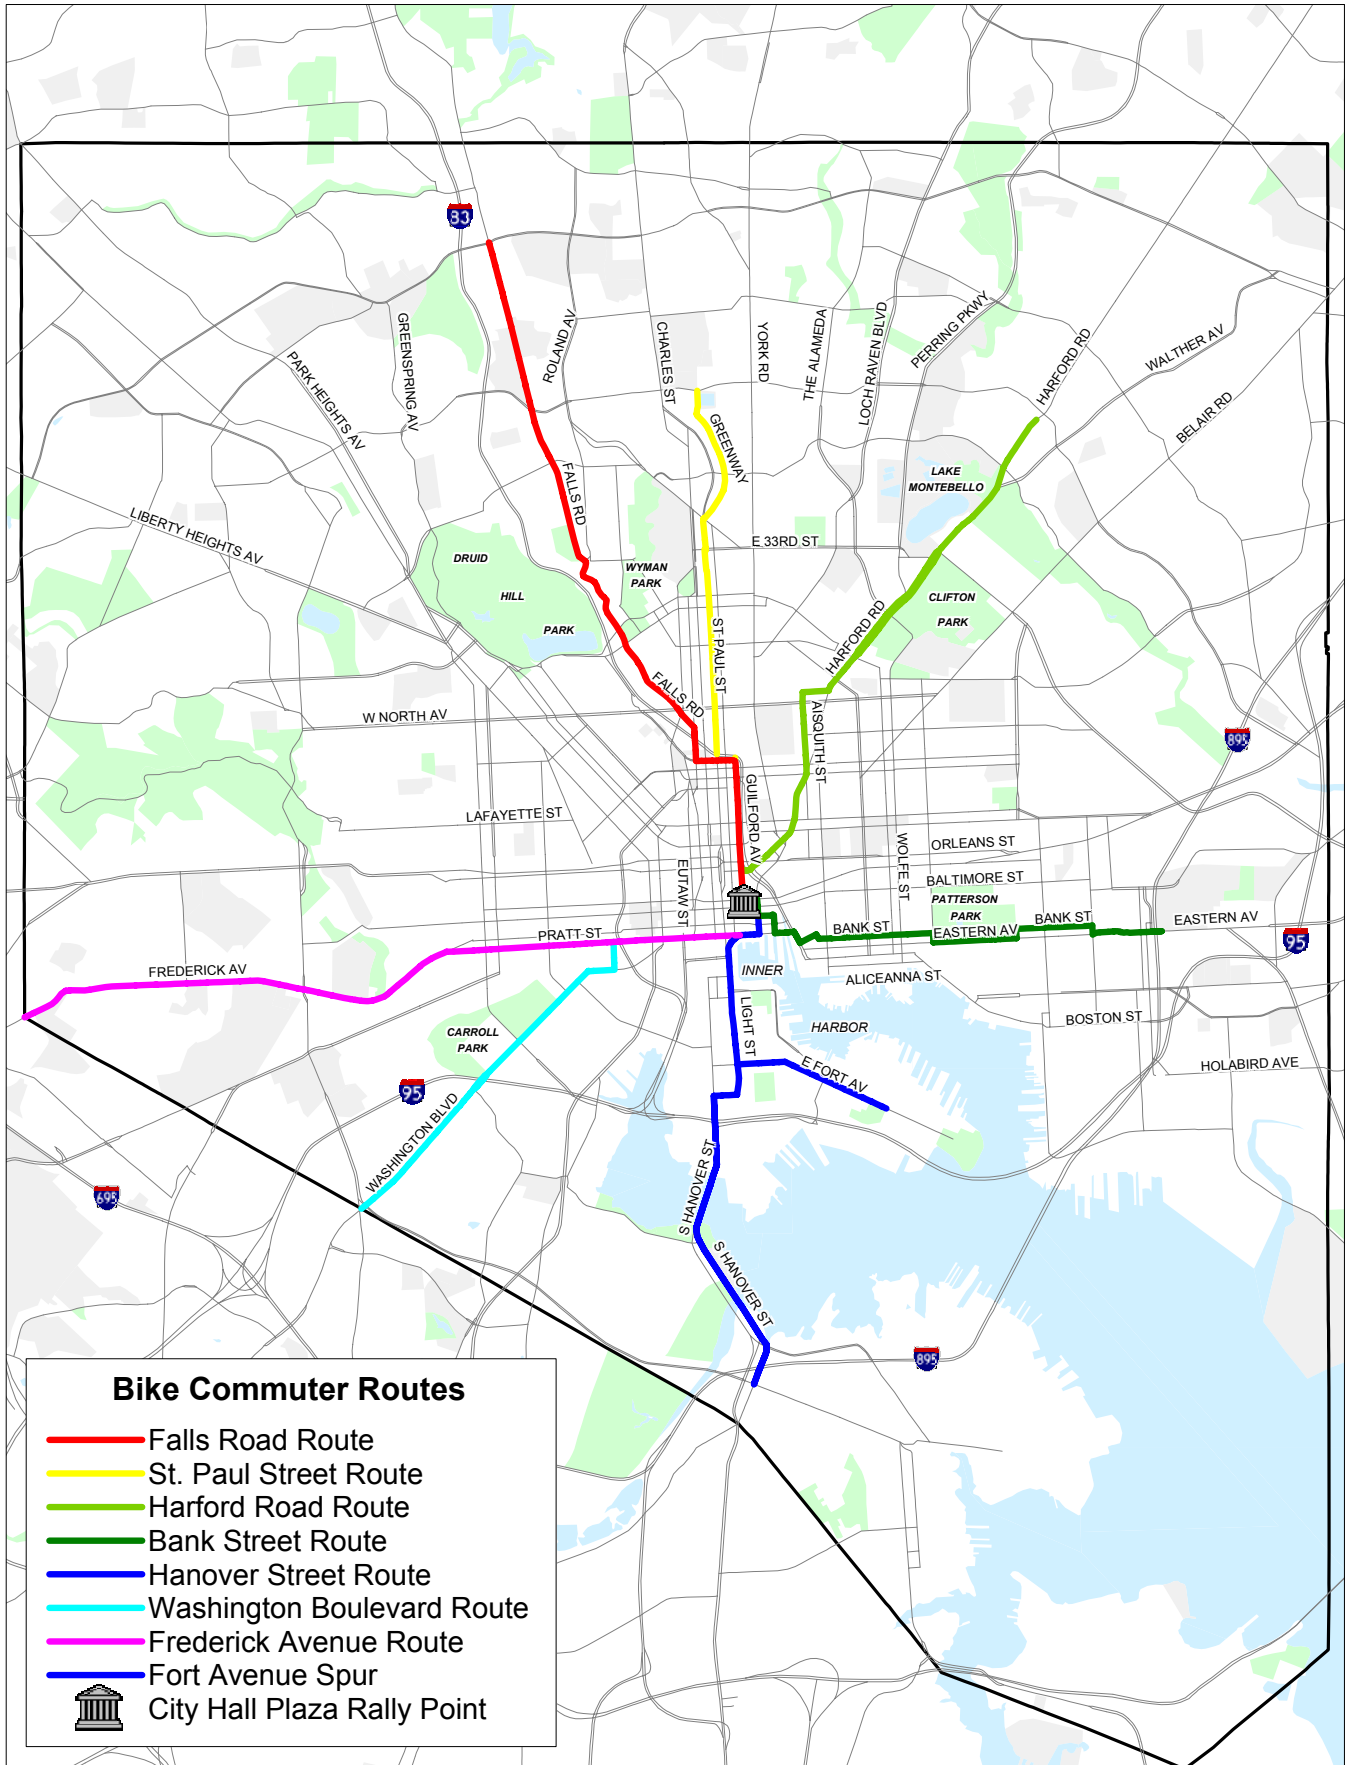 83
ROLAND AV
CHARLES ST
YORK RD
THE ALAMEDA
LOCH RAVEN BLVD
PERRING PKWY
HARFORD RD
WALTHER AV
BELAIR RD
GREENSPRING AV
PARK HEIGHTS AV
GREENWAY
FALLS RD
LAKE
MONTEBELLO
LIBERTY HEIGHTS AV
E 33RD ST
DRUID
HILL
PARK
WYMAN
PARK
CLIFTON
PARK
HARFORD RD
ST PAUL ST
FALLS RD
W NORTH AV
AISQUITH ST
895
GUILFORD AV
LAFAYETTE ST
WOLFE ST
ORLEANS ST
EUTAW ST
BALTIMORE ST
PATTERSON
PARK
BANK ST
EASTERN AV
BANK ST
EASTERN AV
95
PRATT ST
FREDERICK AV
INNER
HARBOR
ALICEANNA ST
LIGHT ST
BOSTON ST
CARROLL
PARK
E FORT AV
HOLABIRD AVE
95
WASHINGTON BLVD
695
S HANOVER ST
S HANOVER ST
895
Bike Commuter Routes
Falls Road Route
St. Paul Street Route
Harford Road Route
Bank Street Route
Hanover Street Route
Washington Boulevard Route
Frederick Avenue Route
Fort Avenue Spur
City Hall Plaza Rally Point